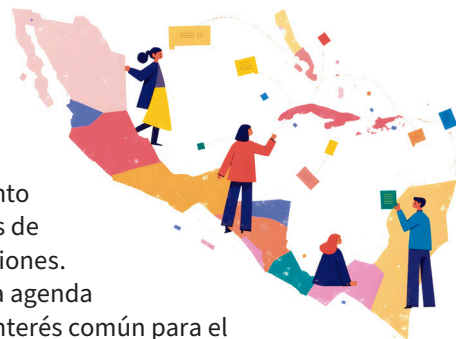 nto
s de
iones.
a agenda
nterés común para el